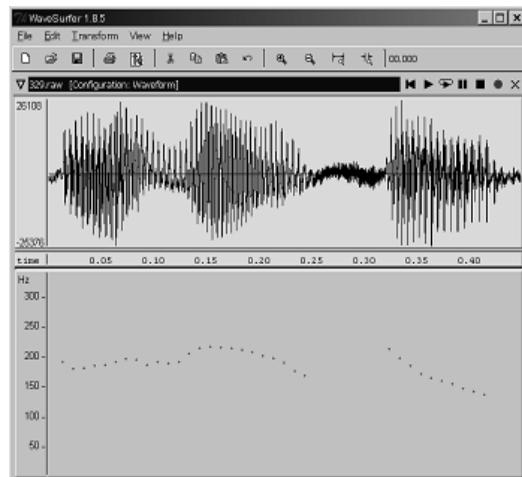 WaveSurfer 1.8.5
File Edit Transform View Help
00.000
329.raw [Configuration: Waveform]
26108
-25376
time 0.05 0.10 0.15 0.20 0.25 0.30 0.35 0.40
Hz
300
250
200
150
100
50